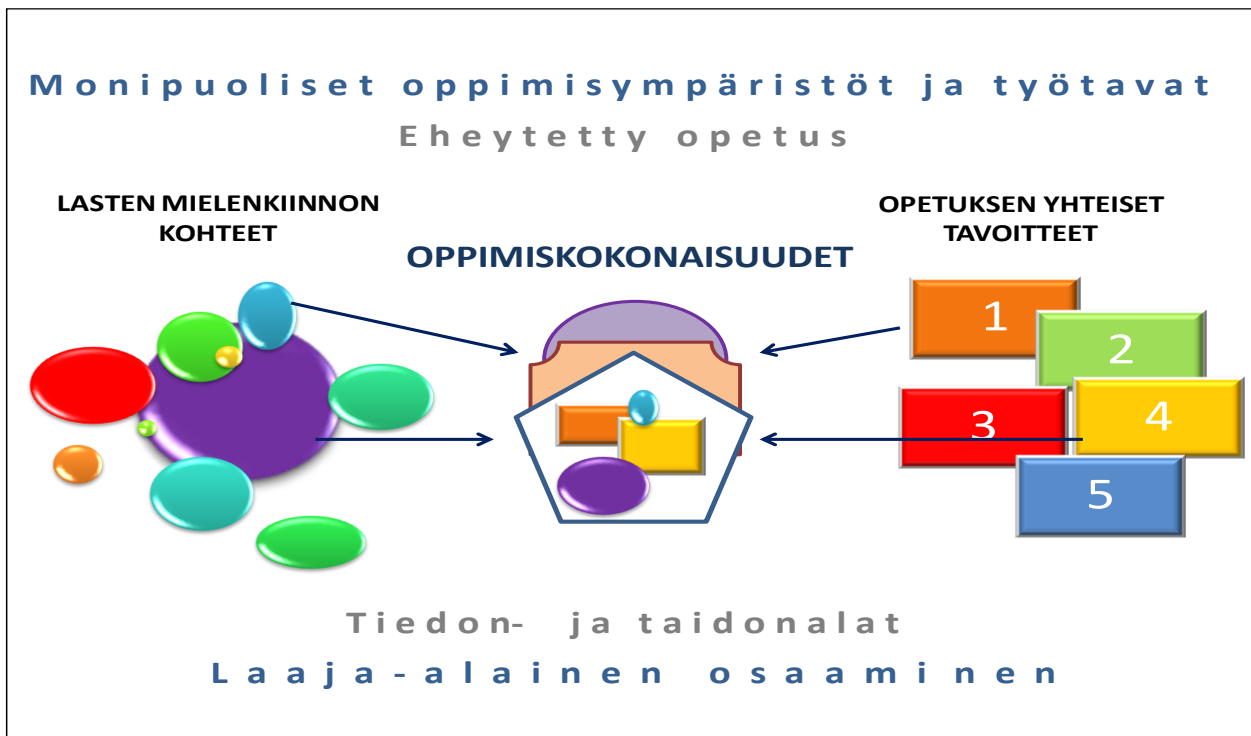 Monipuoliset oppimisympäristöt ja työtavat
Eheytetty opetus
LASTEN MIELENKIINNON
KOHTEET
OPETUKSEN YHTEISET
TAVOITTEET
OPPIMISKOKONAISUUDET
1
2
3
4
5
Tiedon- ja taidonalat
Laaja-alainen osaaminen